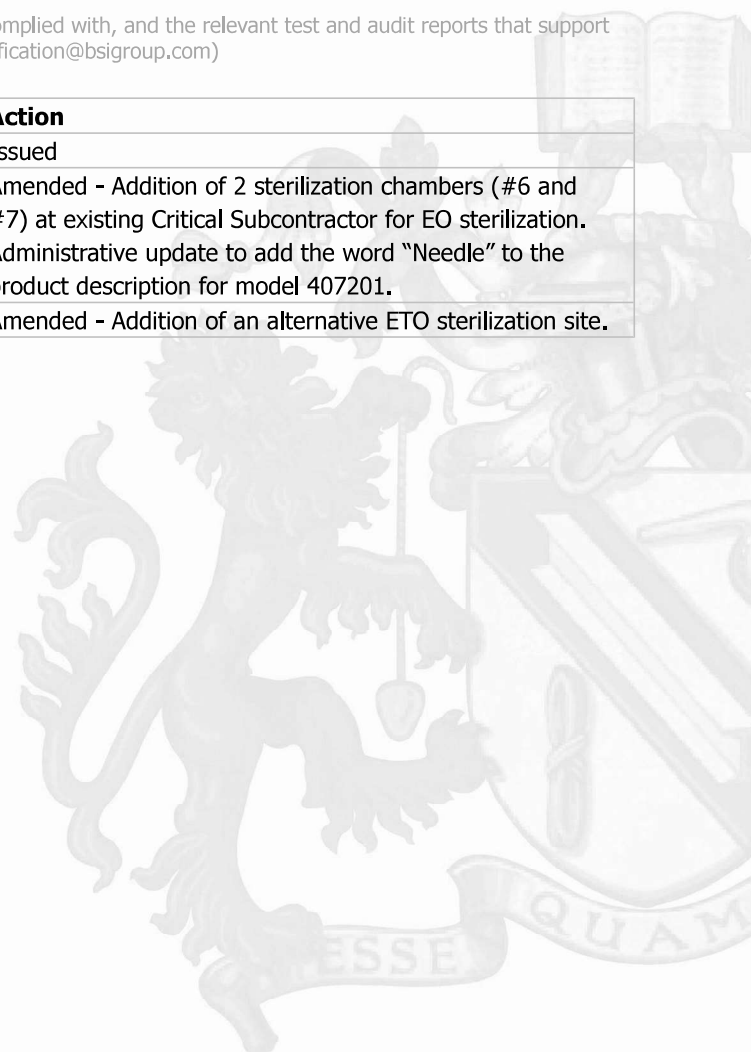 omplied with, and the relevant test and audit reports that support
fication@bsigroup.com)
Action
ssued
Amended - Addition of 2 sterilization chambers (#6 and
#7) at existing Critical Subcontractor for EO sterilization.
Administrative update to add the word “Needle” to the
product description for model 407201.
Amended - Addition of an alternative ETO sterilization site.
ESSE QUAM